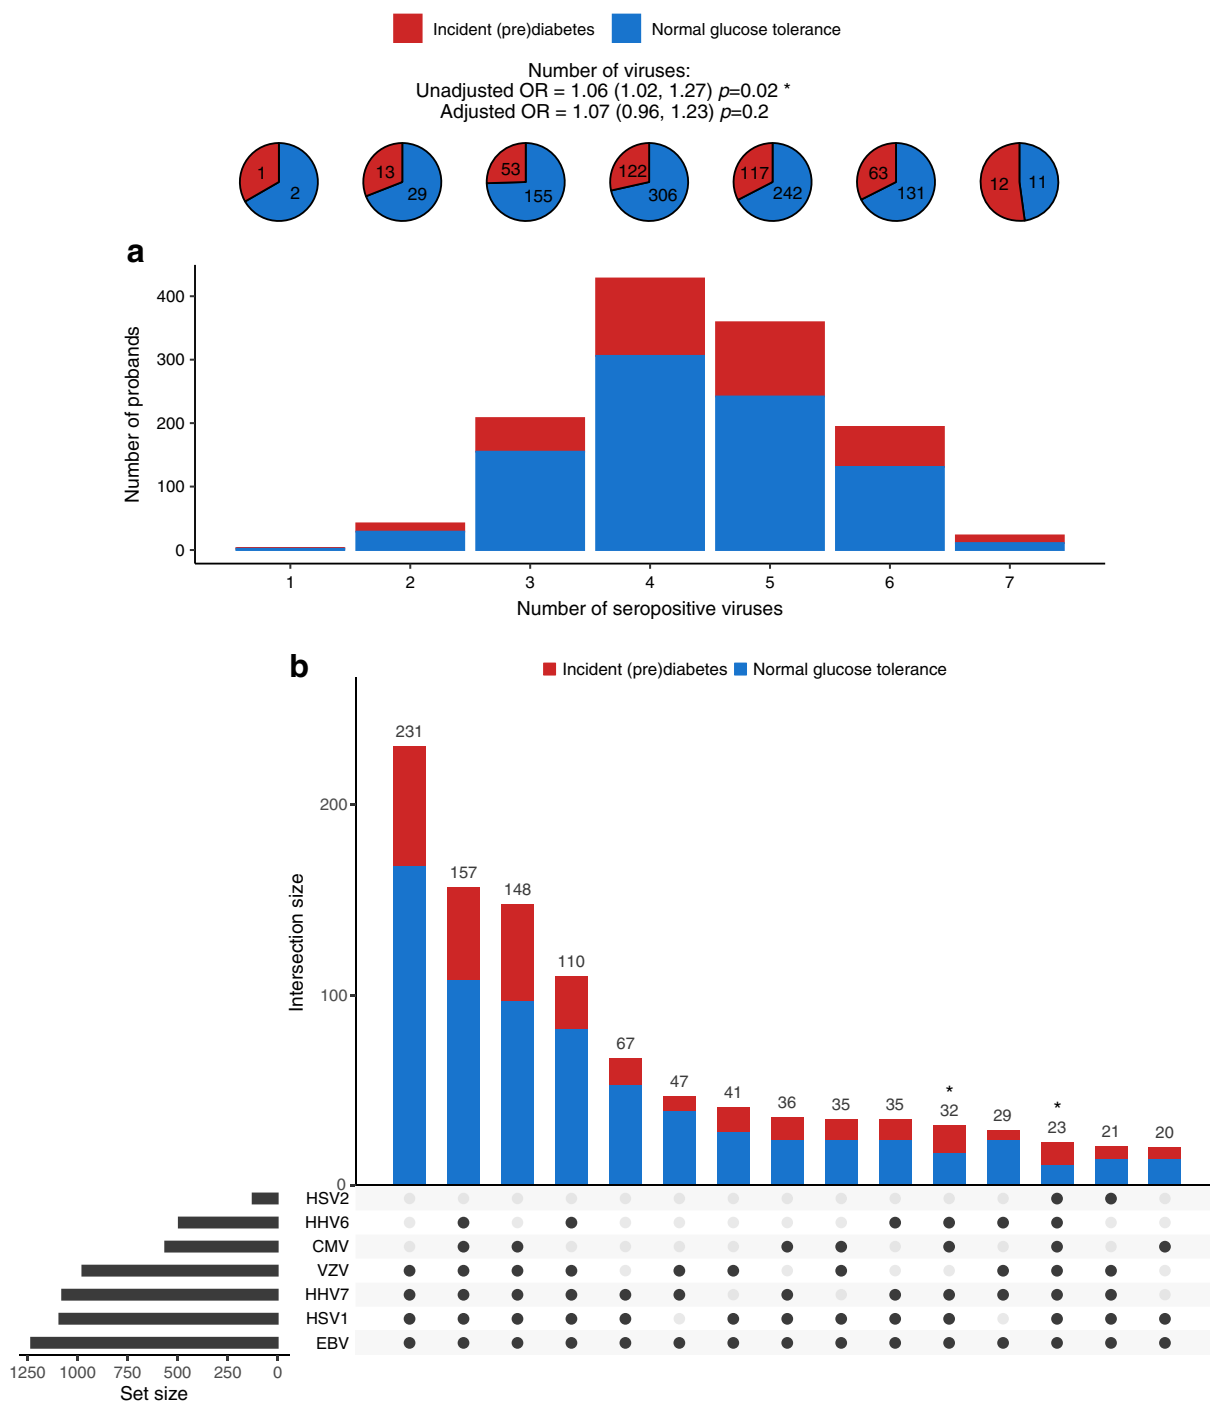 Incident (pre)diabetes Normal glucose tolerance
Number of viruses:
Unadjusted OR = 1.06 (1.02, 1.27) p=0.02 *
Adjusted OR = 1.07 (0.96, 1.23) p=0.2
1 2 13 29 53 155 122 306 117 242 63 131 12 11
a
Number of probands
400
300
200
100
0
1 2 3 4 5 6 7
Number of seropositive viruses
b
Incident (pre)diabetes Normal glucose tolerance
Intersection size
200
100
0
231 157 148 110 67 47 41 36 35 35 * 32 29 * 23 21 20
HSV2
HHV6
CMV
VZV
HHV7
HSV1
EBV
1250 1000 750 500 250 0
Set size